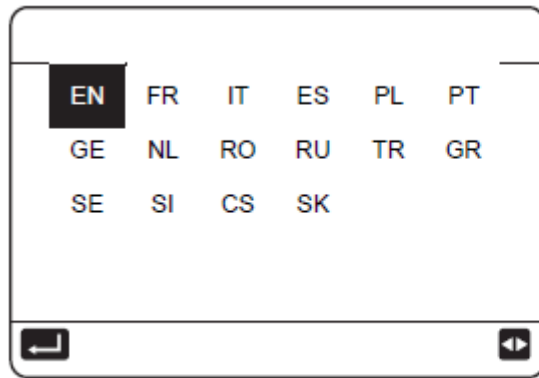 EN FR IT ES PL PT
GE NL RO RU TR GR
SE SI CS SK